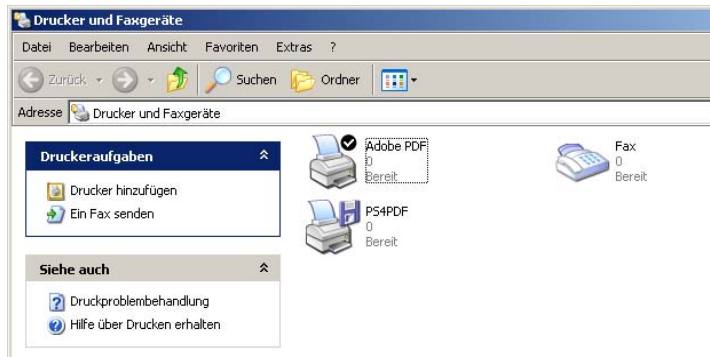 Drucker und Faxgeräte
Datei Bearbeiten Ansicht Favoriten Extras ?
Zurück Suchen Ordner
Adresse Drucker und Faxgeräte
Druckeraufgaben
Drucker hinzufügen
Ein Fax senden
Siehe auch
Druckproblembehandlung
Hilfe über Drucken erhalten
Adobe PDF
0
Bereit
Fax
0
Bereit
PS4PDF
0
Bereit